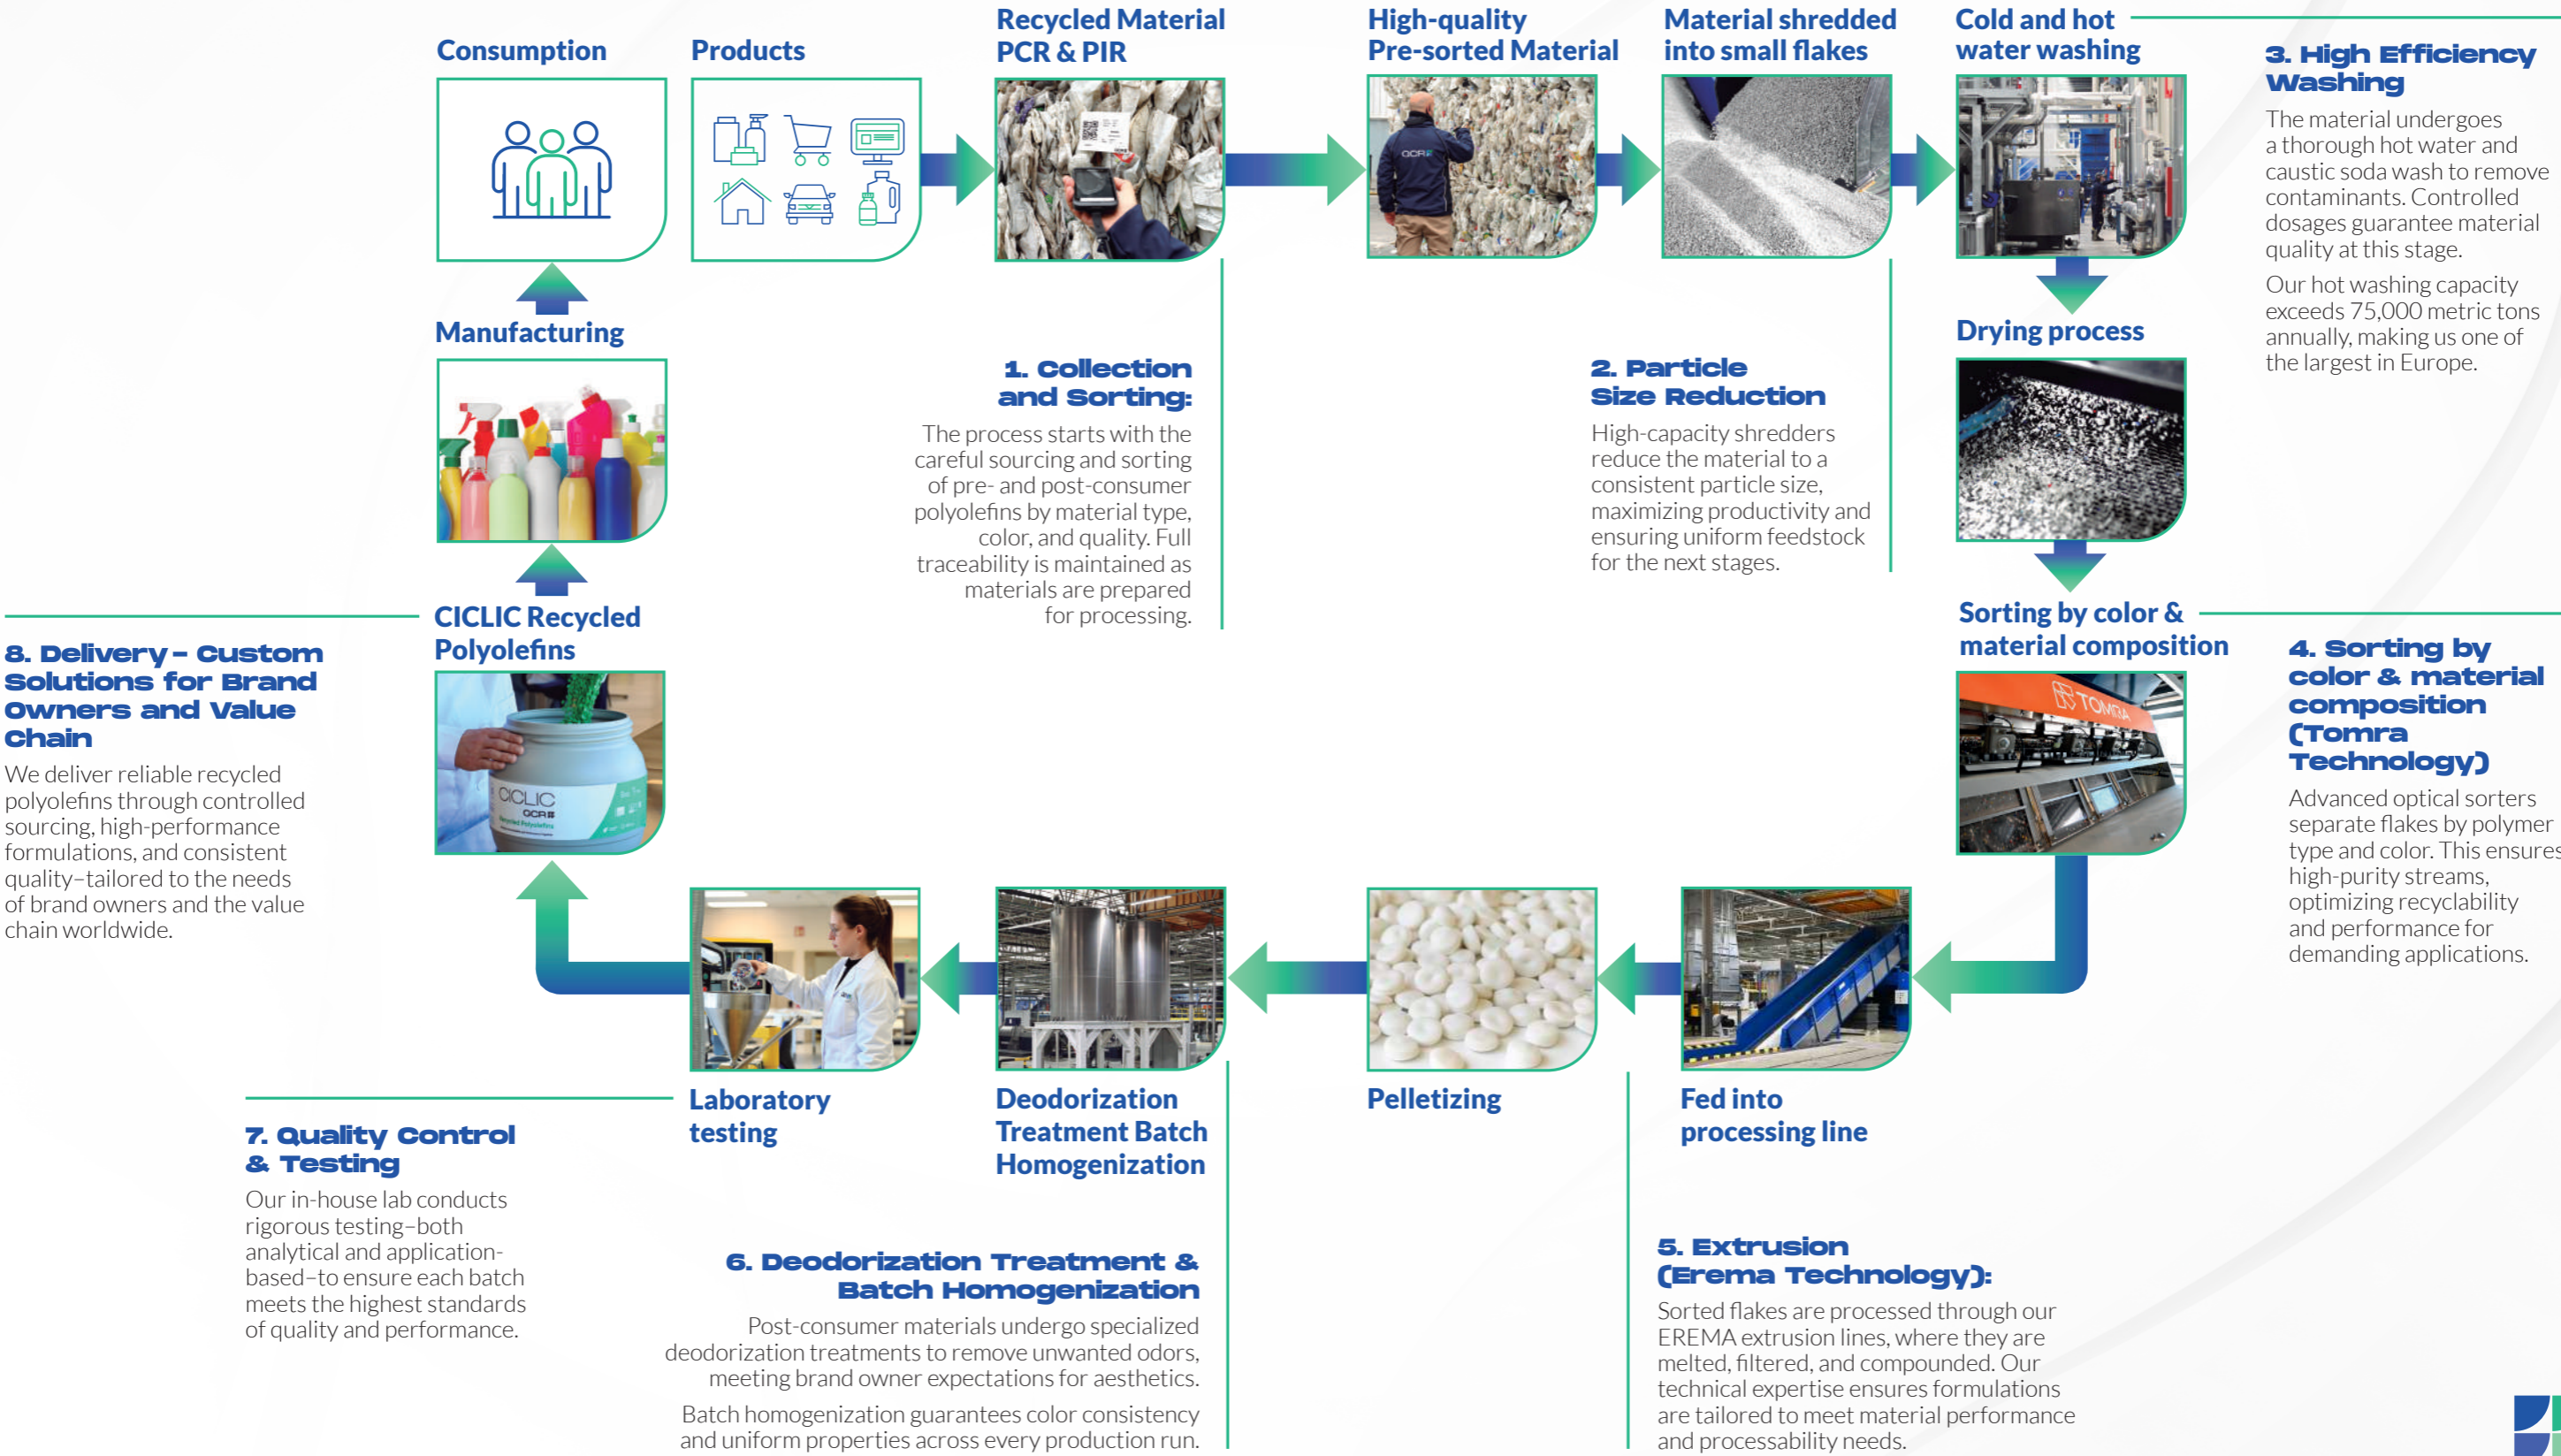 Consumption
Products
Recycled Material
PCR & PIR
High-quality
Pre-sorted Material
Material shredded
into small flakes
Cold and hot
water washing
QCR
3. High Efficiency
Washing
The material undergoes
a thorough hot water and
caustic soda wash to remove
contaminants. Controlled
dosages guarantee material
quality at this stage.
Our hot washing capacity
exceeds 75,000 metric tons
annually, making us one of
the largest in Europe.
Manufacturing
1. Collection
and Sorting:
The process starts with the
careful sourcing and sorting
of pre- and post-consumer
polyolefins by material type,
color, and quality. Full
traceability is maintained as
materials are prepared
for processing.
2. Particle
Size Reduction
High-capacity shredders
reduce the material to a
consistent particle size,
maximizing productivity and
ensuring uniform feedstock
for the next stages.
Drying process
Sorting by color &
material composition
TOMRA
4. Sorting by
color & material
composition
(Tomra
Technology)
Advanced optical sorters
separate flakes by polymer
type and color. This ensures
high-purity streams,
optimizing recyclability
and performance for
demanding applications.
CICLIC Recycled
Polyolefins
CICLIC
QCR
Recycled Polyolefins
8. Delivery – Custom
Solutions for Brand
Owners and Value
Chain
We deliver reliable recycled
polyolefins through controlled
sourcing, high-performance
formulations, and consistent
quality–tailored to the needs
of brand owners and the value
chain worldwide.
Laboratory
testing
Deodorization
Treatment Batch
Homogenization
Pelletizing
Fed into
processing line
7. Quality Control
& Testing
Our in-house lab conducts
rigorous testing–both
analytical and application-
based–to ensure each batch
meets the highest standards
of quality and performance.
6. Deodorization Treatment &
Batch Homogenization
Post-consumer materials undergo specialized
deodorization treatments to remove unwanted odors,
meeting brand owner expectations for aesthetics.
Batch homogenization guarantees color consistency
and uniform properties across every production run.
5. Extrusion
(Erema Technology):
Sorted flakes are processed through our
EREMA extrusion lines, where they are
melted, filtered, and compounded. Our
technical expertise ensures formulations
are tailored to meet material performance
and processability needs.